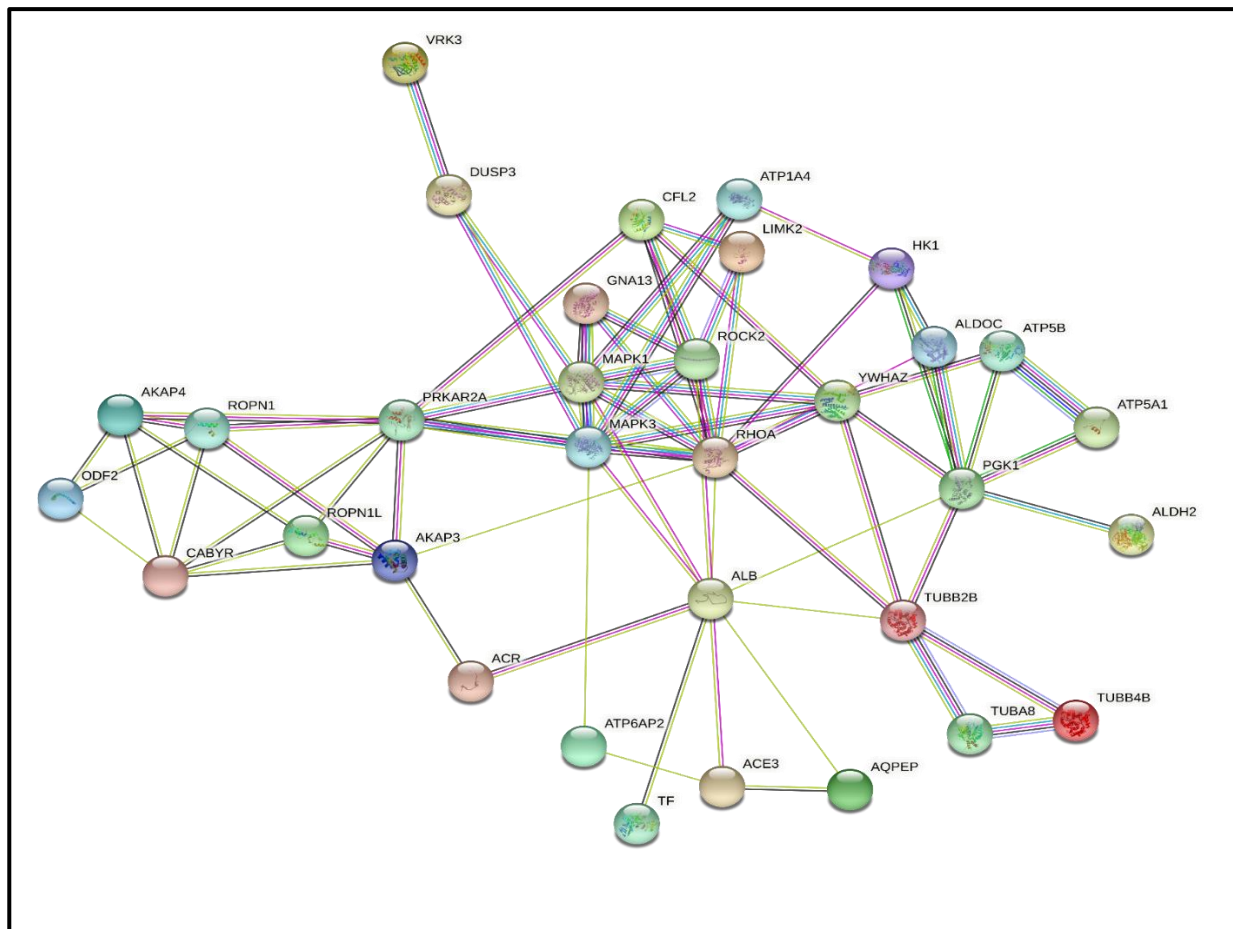 VRK3
DUSP3
ATP1A4
CFL2
LIMK2
HK1
GNA13
ALDOC
ATP5B
ROCK2
MAPK1
YWHAZ
AKAP4
ROPN1
PRKAR2A
ATP5A1
MAPK3
RHOA
PGK1
ODF2
ROPN1L
ALDH2
AKAP3
CABYR
ALB
TUBB2B
ACR
TUBB4B
TUBA8
ATP6AP2
ACE3
AQPEP
TF